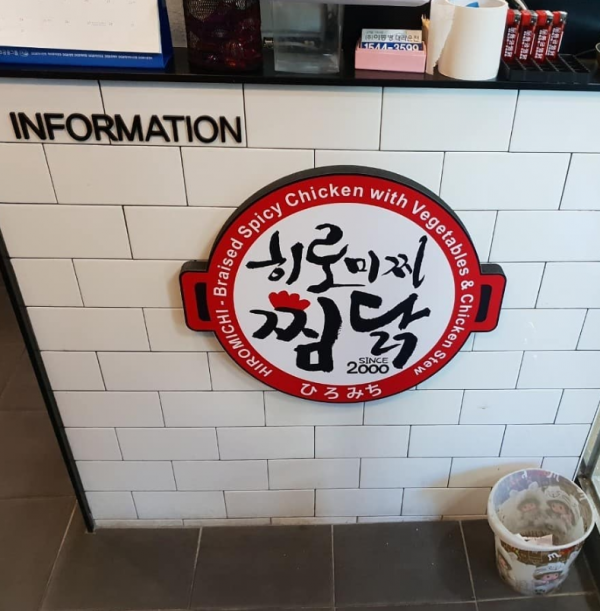 1544-3599
INFORMATION
HIROMICHI - Braised Spicy Chicken with Vegetables & Chicken Stew
히로미찌
찜닭
SINCE
2000
ひろみち